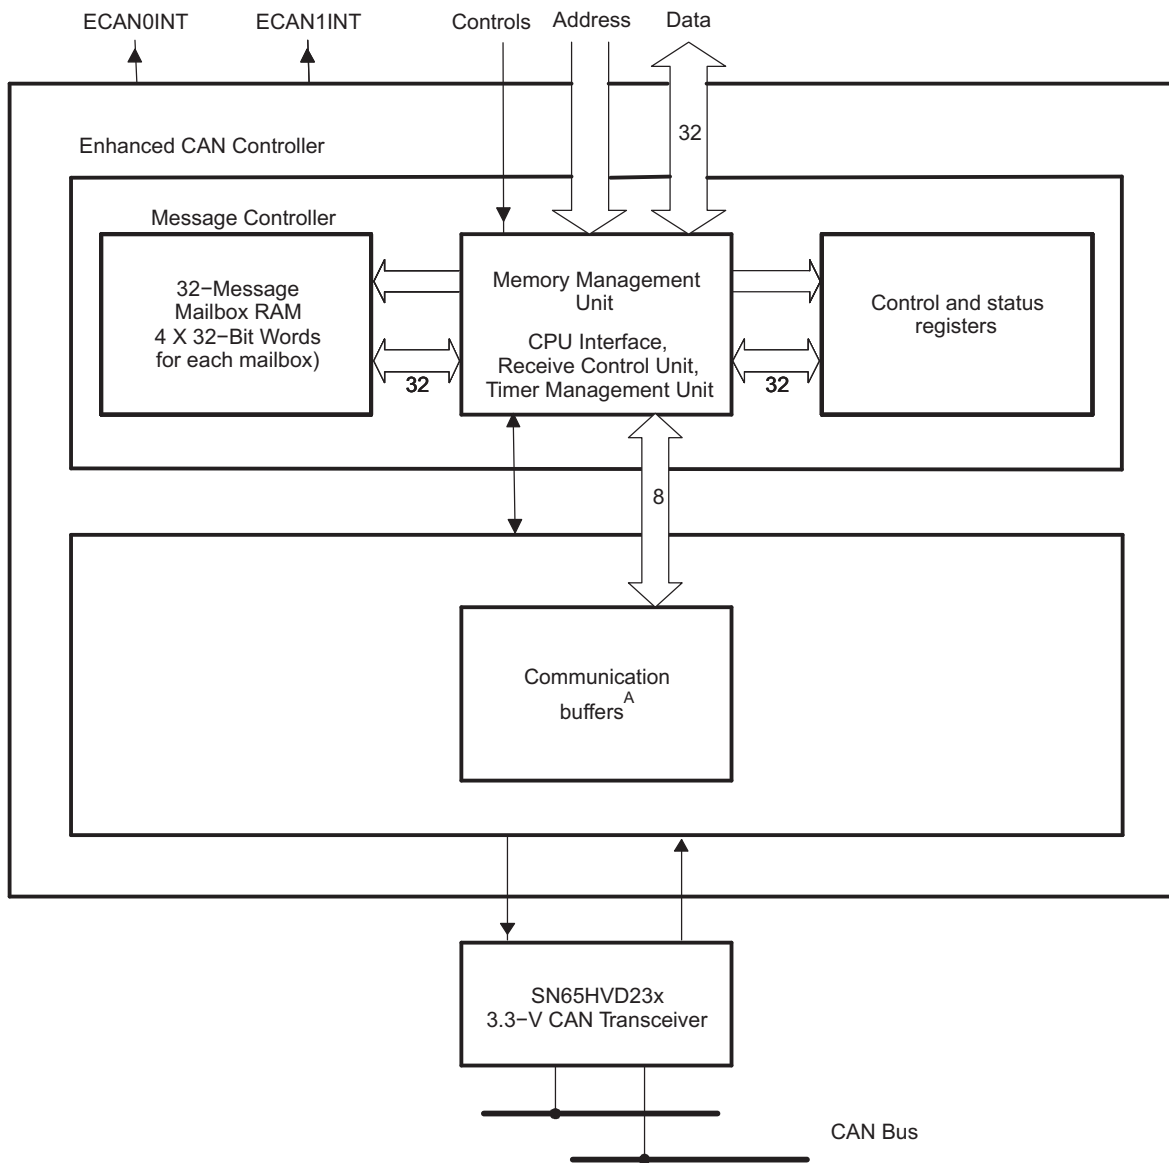 ECAN0INT
ECAN1INT
Controls
Address
Data
32
Enhanced CAN Controller
Message Controller
32−Message
Mailbox RAM
4 X 32−Bit Words
for each mailbox)
32
Memory Management
Unit
CPU Interface,
Receive Control Unit,
Timer Management Unit
32
Control and status
registers
8
Communication
buffers^A
SN65HVD23x
3.3−V CAN Transceiver
CAN Bus